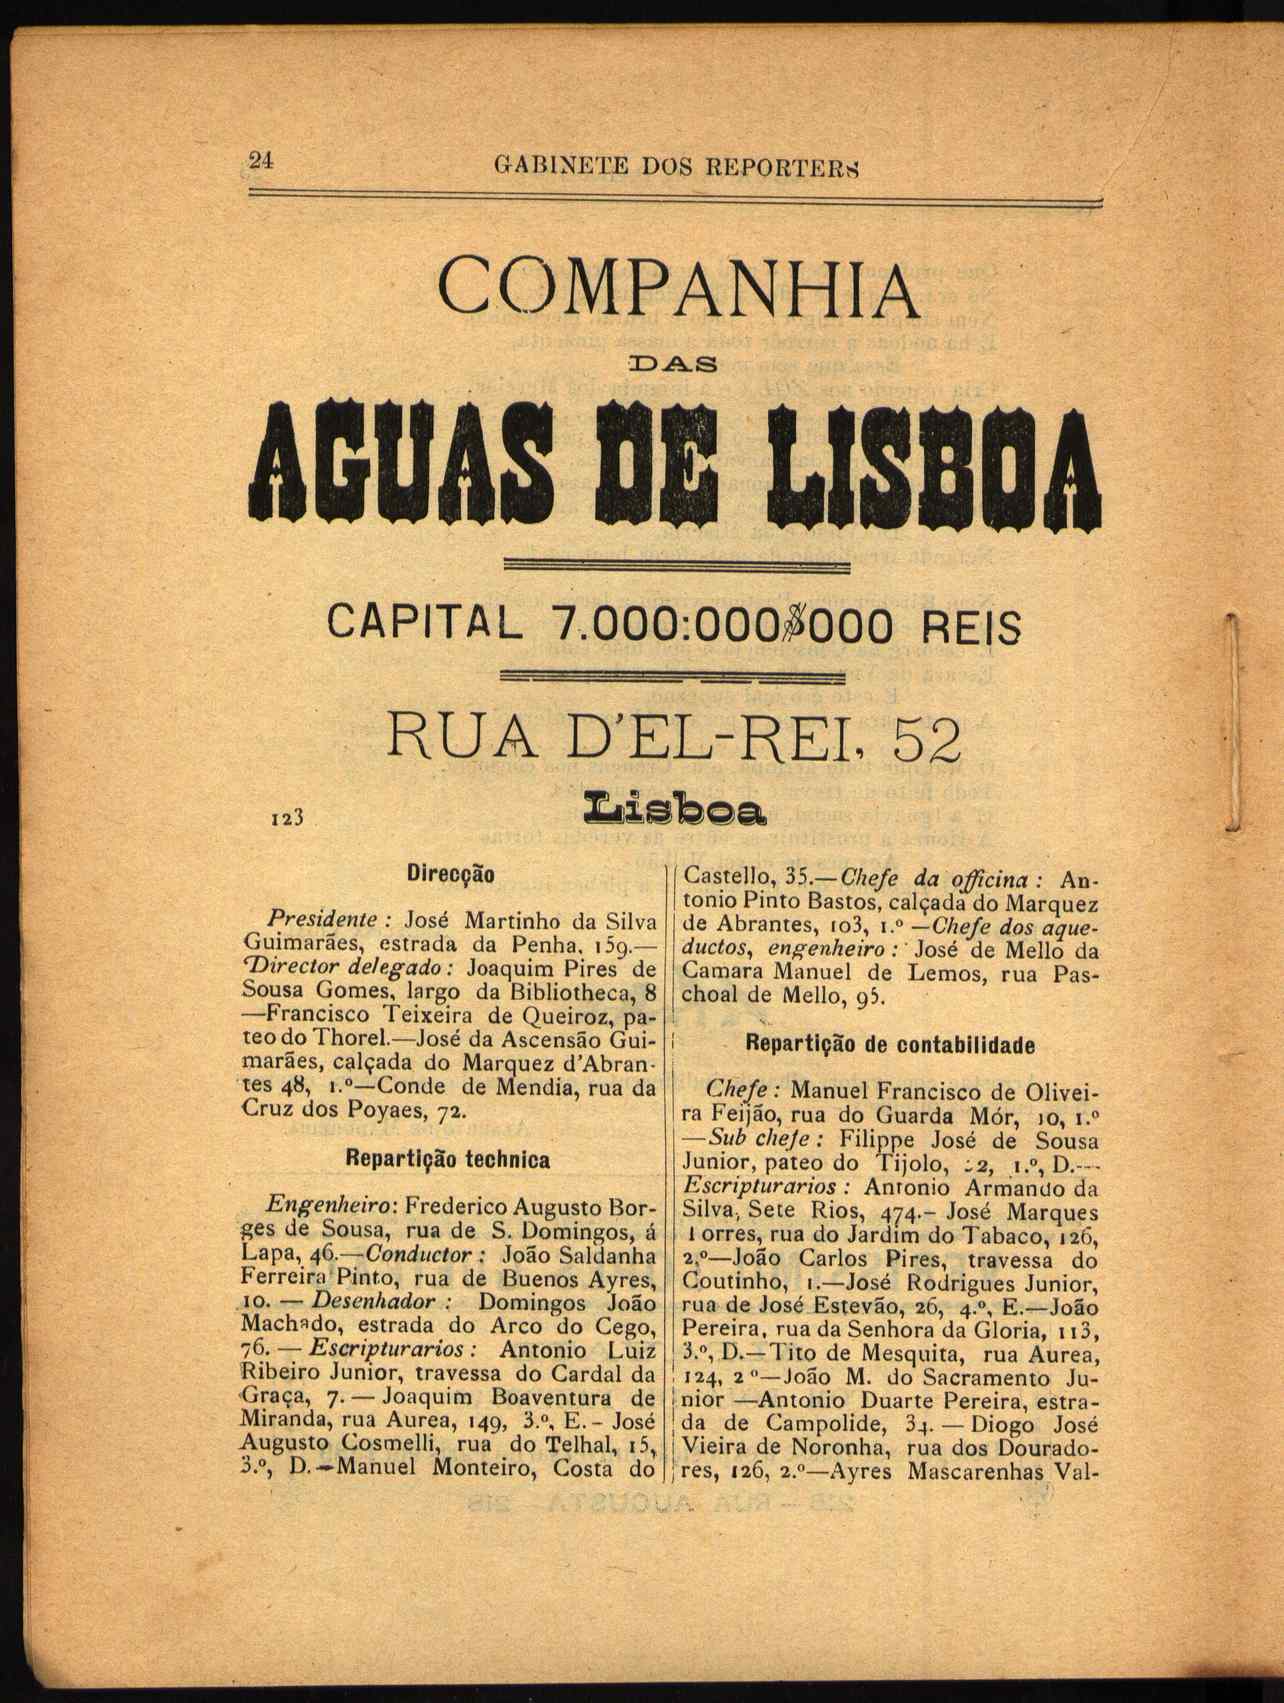 24
GABINETE DOS REPORTERS
COMPANHIA
DAS
AGUAS DE LISBOA
CAPITAL 7.000:000$000 REIS
RUA D'EL-REI, 52
Lisboa
123
Direcção
Presidente : José Martinho da Silva
Guimarães, estrada da Penha, 159.—
Director delegado : Joaquim Pires de
Sousa Gomes, largo da Bibliotheca, 8
—Francisco Teixeira de Queiroz, pa-
teo do Thorel.—José da Ascensão Gui-
marães, calçada do Marquez d'Abran-
tes 48, 1.º—Conde de Mendia, rua da
Cruz dos Poyaes, 72.
Repartição technica
Engenheiro: Frederico Augusto Bor-
ges de Sousa, rua de S. Domingos, á
Lapa, 46.—Conductor : João Saldanha
Ferreira Pinto, rua de Buenos Ayres,
10. — Desenhador : Domingos João
Machado, estrada do Arco do Cego,
76. — Escripturarios : Antonio Luiz
Ribeiro Junior, travessa do Cardal da
Graça, 7. — Joaquim Boaventura de
Miranda, rua Aurea, 149, 3.º, E.- José
Augusto Cosmelli, rua do Telhal, 15,
3.º, D.—Manuel Monteiro, Costa do
Castello, 35.—Chefe da officina : An-
tonio Pinto Bastos, calçada do Marquez
de Abrantes, 103, 1.º —Chefe dos aque-
ductos, engenheiro : José de Mello da
Camara Manuel de Lemos, rua Pas-
choal de Mello, 95.
Repartição de contabilidade
Chefe : Manuel Francisco de Olivei-
ra Feijão, rua do Guarda Mór, 10, 1.º
—Sub chefe : Filippe José de Sousa
Junior, pateo do Tijolo, 1.º, D.—
Escripturarios : Antonio Armando da
Silva, Sete Rios, 474.- José Marques
Torres, rua do Jardim do Tabaco, 126,
2.º—João Carlos Pires, travessa do
Coutinho, 1.—José Rodrigues Junior,
rua de José Estevão, 26, 4.º, E.—João
Pereira, rua da Senhora da Gloria, 113,
3.º, D.—Tito de Mesquita, rua Aurea,
124, 2 º—João M. do Sacramento Ju-
nior —Antonio Duarte Pereira, estra-
da de Campolide, 34. — Diogo José
Vieira de Noronha, rua dos Dourado-
res, 126, 2.º—Ayres Mascarenhas Val-